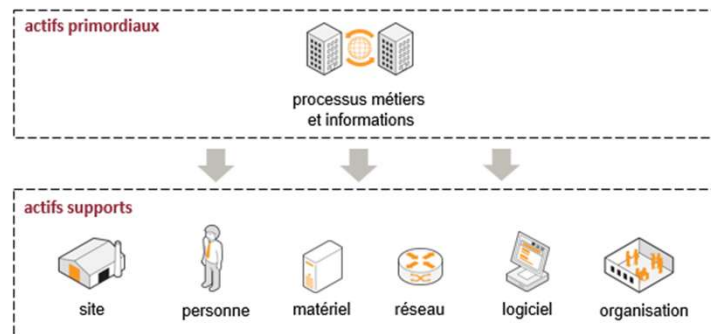 actifs primordiaux
processus métiers
et informations
actifs supports
site
personne
matériel
réseau
logiciel
organisation